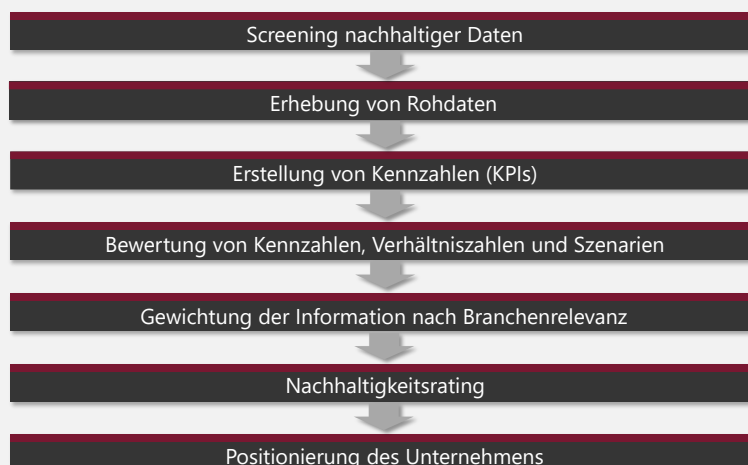 Screening nachhaltiger Daten
Erhebung von Rohdaten
Erstellung von Kennzahlen (KPIs)
Bewertung von Kennzahlen, Verhältniszahlen und Szenarien
Gewichtung der Information nach Branchenrelevanz
Nachhaltigkeitsrating
Positionierung des Unternehmens